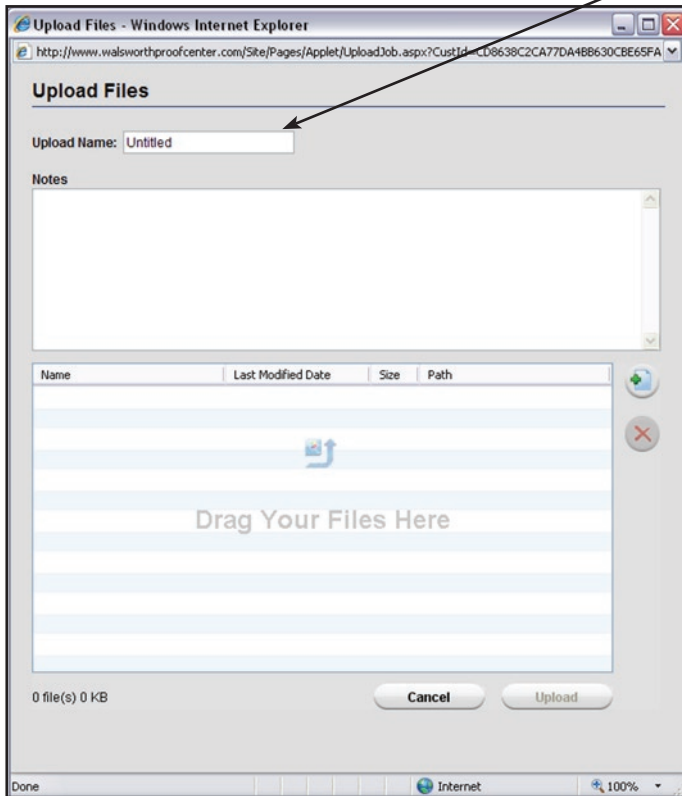 Upload Files - Windows Internet Explorer
http://www.walsworthproofcenter.com/Site/Pages/Applet/UploadJob.aspx?CustId=CD8638C2CA77DA4BB630CBE65FA
Upload Files
Upload Name: Untitled
Notes
Name Last Modified Date Size Path
Drag Your Files Here
0 file(s) 0 KB Cancel Upload
Done Internet 100%